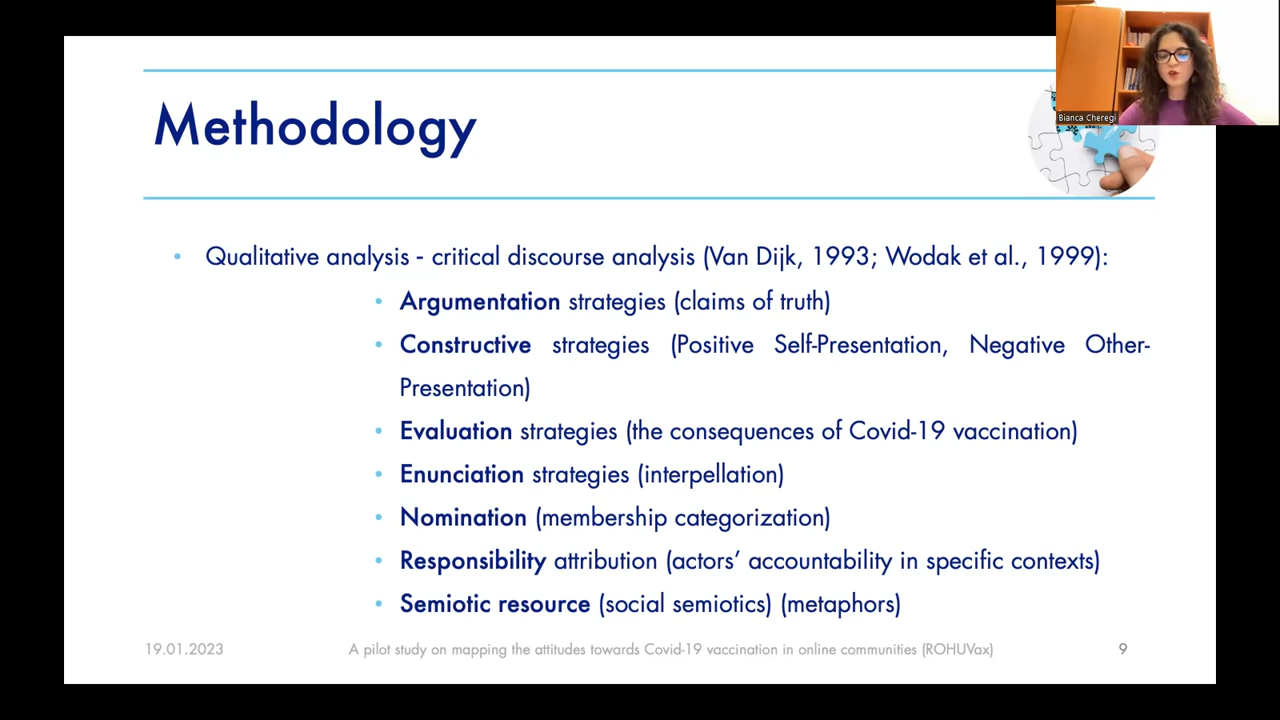 Bianca Cheregi
Methodology
• Qualitative analysis - critical discourse analysis (Van Dijk, 1993; Wodak et al., 1999):
• Argumentation strategies (claims of truth)
• Constructive strategies (Positive Self-Presentation, Negative Other-
Presentation)
• Evaluation strategies (the consequences of Covid-19 vaccination)
• Enunciation strategies (interpellation)
• Nomination (membership categorization)
• Responsibility attribution (actors’ accountability in specific contexts)
• Semiotic resource (social semiotics) (metaphors)
19.01.2023 A pilot study on mapping the attitudes towards Covid-19 vaccination in online communities (ROHUVax) 9